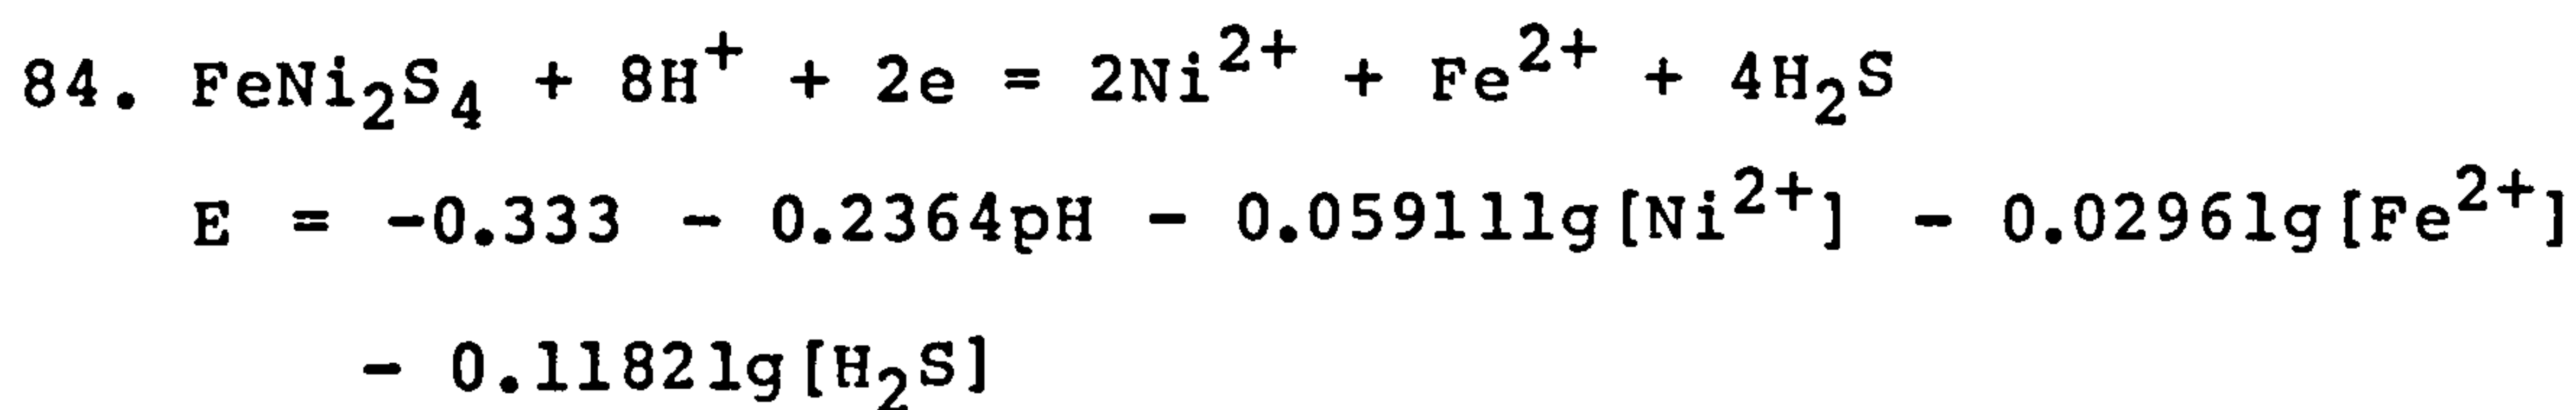 84. FeNi₂S₄ + 8H⁺ + 2e = 2Ni²⁺ + Fe²⁺ + 4H₂S
E = -0.333 - 0.2364pH - 0.05911lg[Ni²⁺] - 0.0296lg[Fe²⁺]
- 0.1182lg[H₂S]